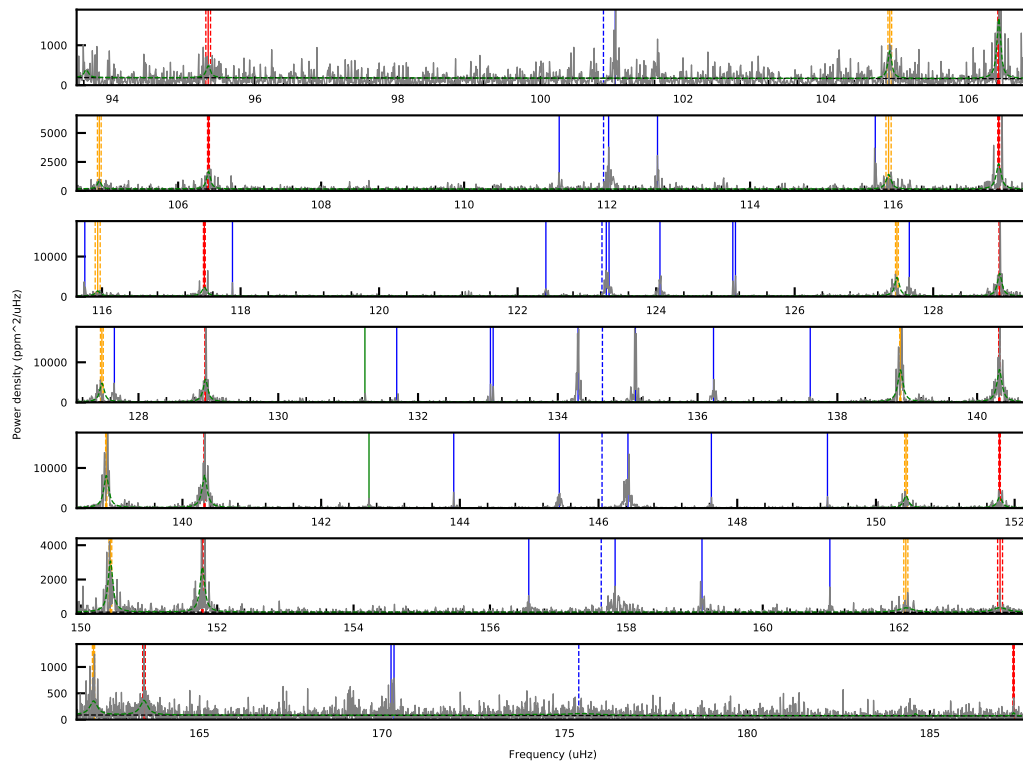 1000
0
94 96 98 100 102 104 106
5000
2500
0
106 108 110 112 114 116
10000
0
116 118 120 122 124 126 128
10000
0
128 130 132 134 136 138 140
Power density (ppm^2/uHz)
10000
0
140 142 144 146 148 150 152
4000
2000
0
150 152 154 156 158 160 162
1000
500
0
165 170 175 180 185
Frequency (uHz)